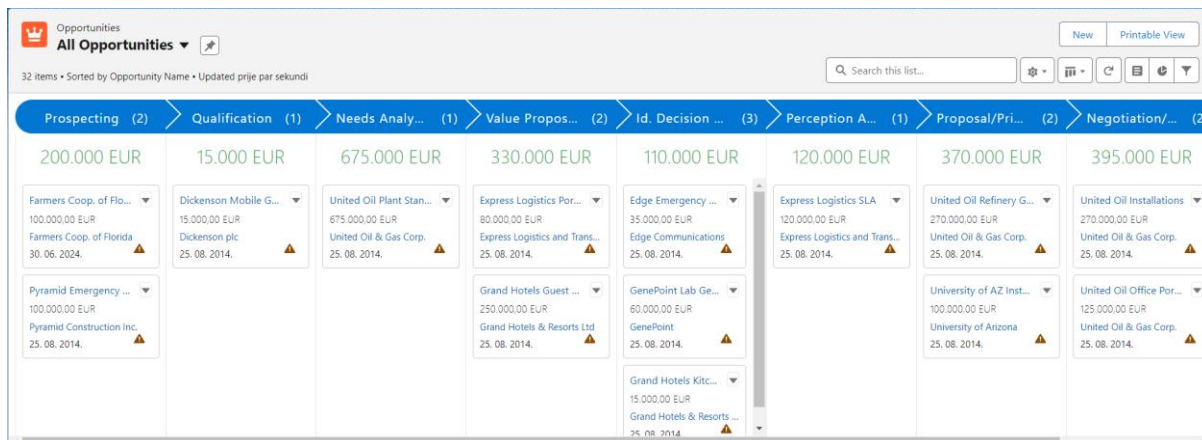 Opportunities
All Opportunities
New
Printable View
32 items • Sorted by Opportunity Name • Updated prije par sekundi
Search this list...
Prospecting (2)
Qualification (1)
Needs Analy... (1)
Value Propos... (2)
Id. Decision ... (3)
Perception A... (1)
Proposal/Pri... (2)
Negotiation/... (2
200.000 EUR
15.000 EUR
675.000 EUR
330.000 EUR
110.000 EUR
120.000 EUR
370.000 EUR
395.000 EUR
Farmers Coop. of Flo...
100.000,00 EUR
Farmers Coop. of Florida
30. 06. 2024.
Pyramid Emergency ...
100.000,00 EUR
Pyramid Construction Inc.
25. 08. 2014.
Dickenson Mobile G...
15.000,00 EUR
Dickenson plc
25. 08. 2014.
United Oil Plant Stan...
675.000,00 EUR
United Oil & Gas Corp.
25. 08. 2014.
Express Logistics Por...
80.000,00 EUR
Express Logistics and Trans...
25. 08. 2014.
Grand Hotels Guest ...
250.000,00 EUR
Grand Hotels & Resorts Ltd
25. 08. 2014.
Edge Emergency ...
35.000,00 EUR
Edge Communications
25. 08. 2014.
GenePoint Lab Ge...
60.000,00 EUR
GenePoint
25. 08. 2014.
Grand Hotels Kitc...
15.000,00 EUR
Grand Hotels & Resorts ...
25. 08. 2014.
Express Logistics SLA
120.000,00 EUR
Express Logistics and Trans...
25. 08. 2014.
United Oil Refinery G...
270.000,00 EUR
United Oil & Gas Corp.
25. 08. 2014.
University of AZ Inst...
100.000,00 EUR
University of Arizona
25. 08. 2014.
United Oil Installations
270.000,00 EUR
United Oil & Gas Corp.
25. 08. 2014.
United Oil Office Por...
125.000,00 EUR
United Oil & Gas Corp.
25. 08. 2014.